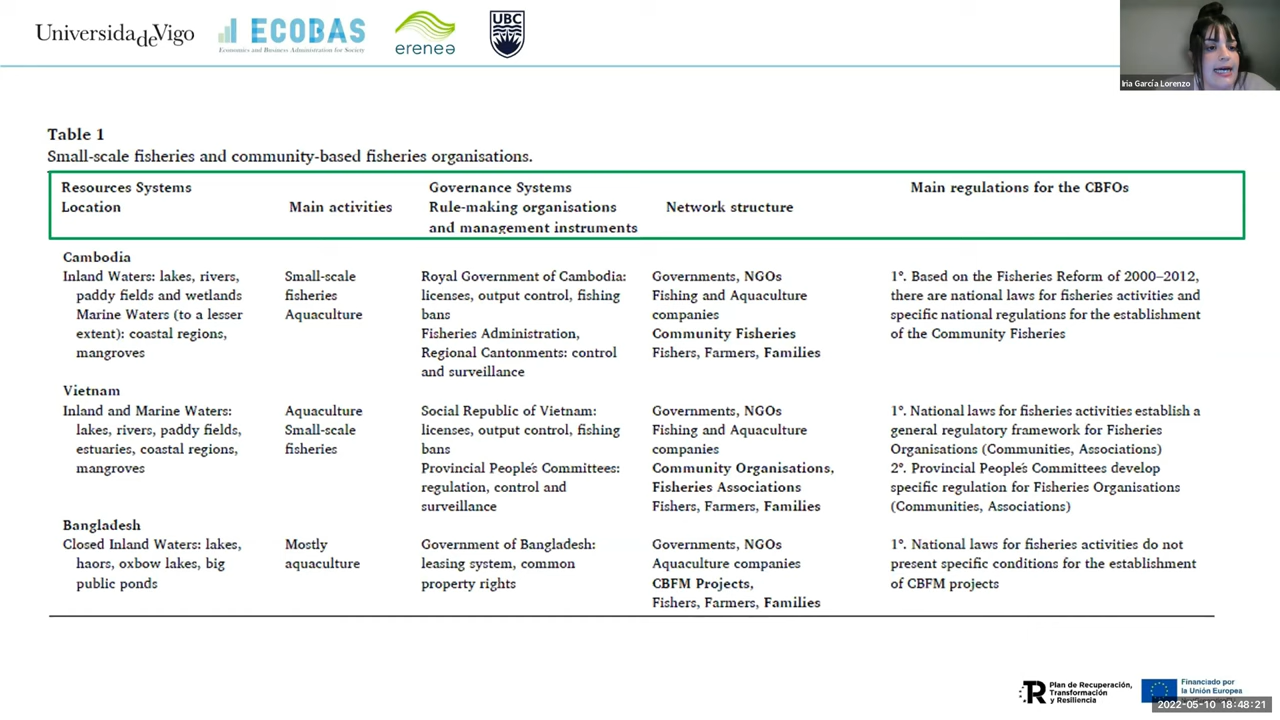 Universidade Vigo
ECOBAS
Economics and Business Administration for Society
erenea
UBC
Iria García Lorenzo
Table 1
Small-scale fisheries and community-based fisheries organisations.
Resources Systems
Governance Systems
Main regulations for the CBFOs
Location
Main activities
Rule-making organisations
and management instruments
Network structure
Cambodia
Inland Waters: lakes, rivers,
paddy fields and wetlands
Marine Waters (to a lesser
extent): coastal regions,
mangroves
Small-scale
fisheries
Aquaculture
Royal Government of Cambodia:
licenses, output control, fishing
bans
Fisheries Administration,
Regional Cantonments: control
and surveillance
Governments, NGOs
Fishing and Aquaculture
companies
Community Fisheries
Fishers, Farmers, Families
1º. Based on the Fisheries Reform of 2000–2012,
there are national laws for fisheries activities and
specific national regulations for the establishment
of the Community Fisheries
Vietnam
Inland and Marine Waters:
lakes, rivers, paddy fields,
estuaries, coastal regions,
mangroves
Aquaculture
Small-scale
fisheries
Social Republic of Vietnam:
licenses, output control, fishing
bans
Provincial People's Committees:
regulation, control and
surveillance
Governments, NGOs
Fishing and Aquaculture
companies
Community Organisations,
Fisheries Associations
Fishers, Farmers, Families
1º. National laws for fisheries activities establish a
general regulatory framework for Fisheries
Organisations (Communities, Associations)
2º. Provincial People's Committees develop
specific regulation for Fisheries Organisations
(Communities, Associations)
Bangladesh
Closed Inland Waters: lakes,
haors, oxbow lakes, big
public ponds
Mostly
aquaculture
Government of Bangladesh:
leasing system, common
property rights
Governments, NGOs
Aquaculture companies
CBFM Projects,
Fishers, Farmers, Families
1º. National laws for fisheries activities do not
present specific conditions for the establishment
of CBFM projects
Plan de Recuperación,
Transformación
y Resiliencia
Financiado por
la Unión Europea
2022-05-10 18:48:21